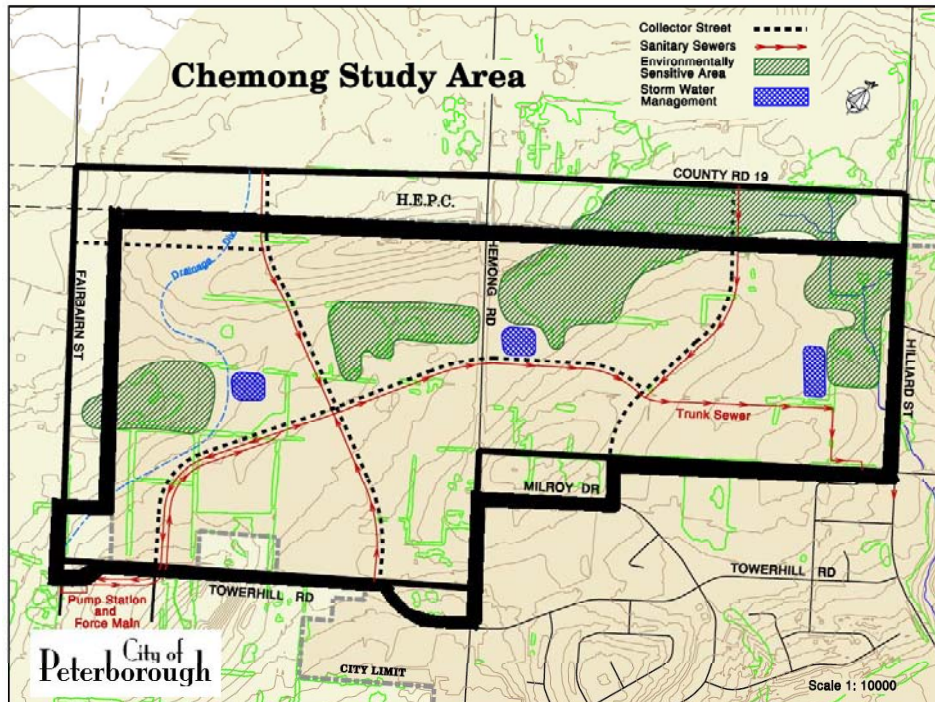 Chemong Study Area
Collector Street
Sanitary Sewers
Environmentally
Sensitive Area
Storm Water
Management
COUNTY RD 19
H.E.P.C.
Drainage
FAIRBAIRN ST
HEMONG RD
HILLIARD ST
Trunk Sewer
MILROY DR
TOWERHILL RD
TOWERHILL RD
Pump Station
and
Force Main
City of
Peterborough
CITY LIMIT
Scale 1: 10000